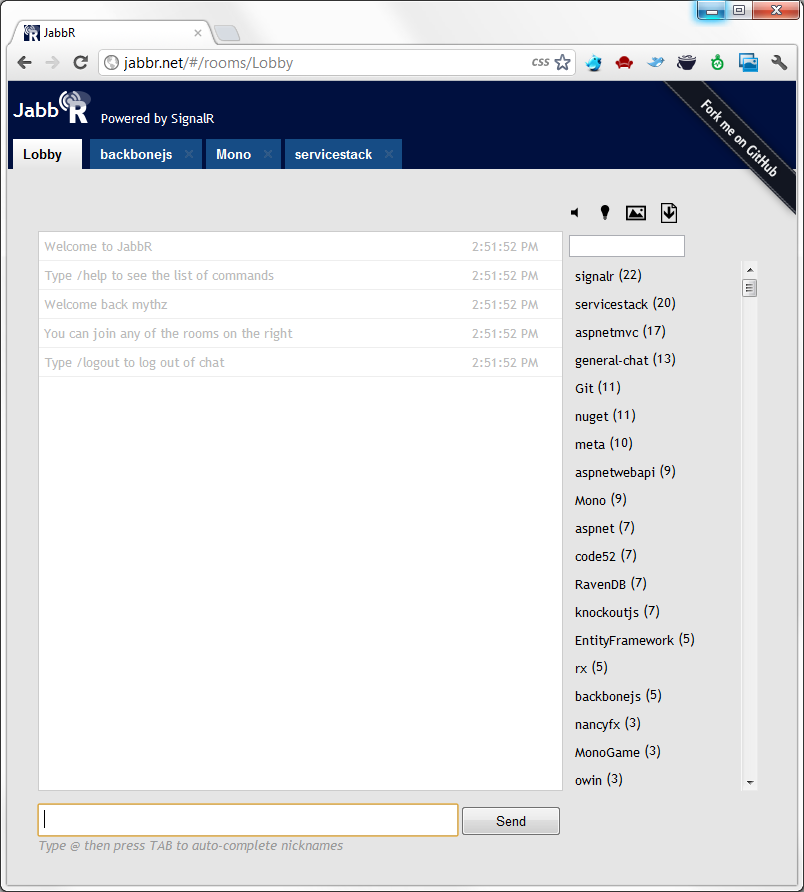 JabbR
jabbr.net/#/rooms/Lobby
css
JabbR Powered by SignalR
Fork me on GitHub
Lobby backbonejs Mono servicestack
Welcome to JabbR 2:51:52 PM
Type /help to see the list of commands 2:51:52 PM
Welcome back mythz 2:51:52 PM
You can join any of the rooms on the right 2:51:52 PM
Type /logout to log out of chat 2:51:52 PM
signalr (22)
servicestack (20)
aspnetmvc (17)
general-chat (13)
Git (11)
nuget (11)
meta (10)
aspnetwebapi (9)
Mono (9)
aspnet (7)
code52 (7)
RavenDB (7)
knockoutjs (7)
EntityFramework (5)
rx (5)
backbonejs (5)
nancyfx (3)
MonoGame (3)
owin (3)
Send
Type @ then press TAB to auto-complete nicknames